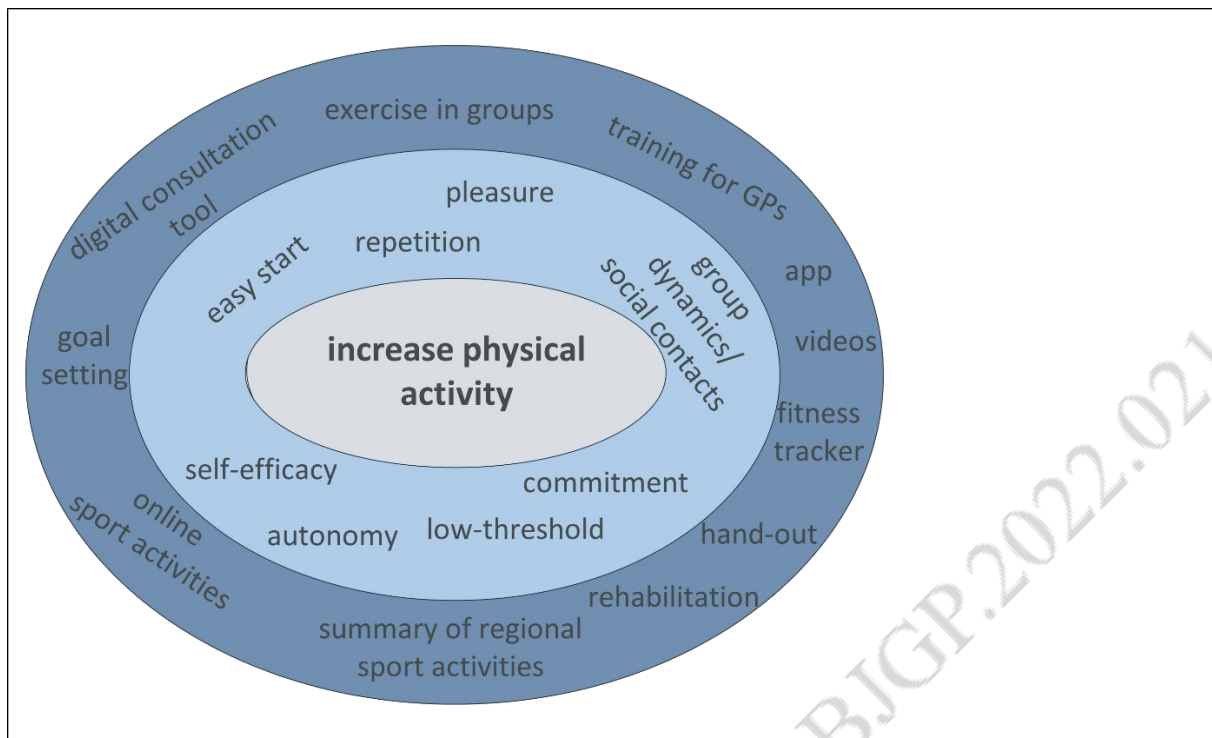 exercise in groups
training for GPs
digital consultation
tool
pleasure
repetition
easy start
group
dynamics/
social contacts
app
goal
setting
increase physical
activity
videos
fitness
tracker
self-efficacy
commitment
online
sport activities
autonomy
low-threshold
hand-out
rehabilitation
summary of regional
sport activities
BJGP.2022.021